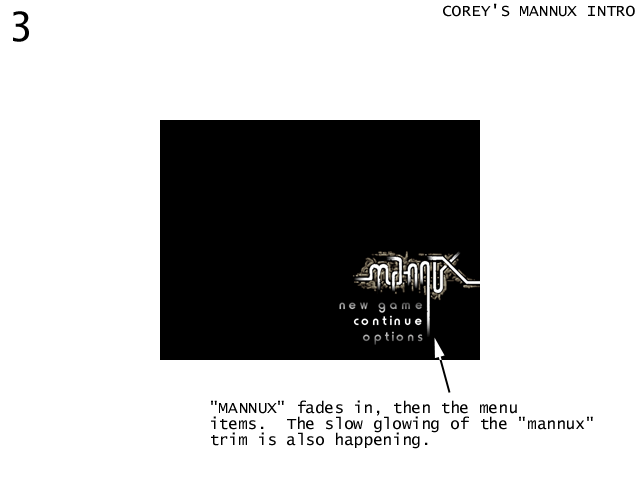 3
COREY'S MANNUX INTRO
mannux
new game
continue
options
"MANNUX" fades in, then the menu
items.  The slow glowing of the "mannux"
trim is also happening.